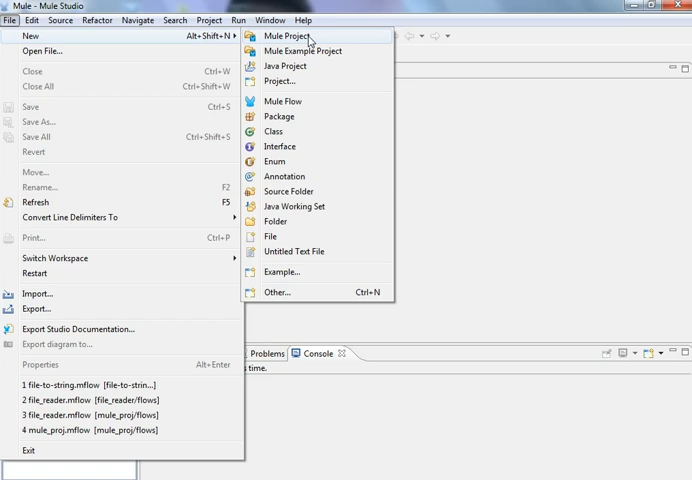 Mule - Mule Studio
File Edit Source Refactor Navigate Search Project Run Window Help
New Alt+Shift+N
Open File...
Close Ctrl+W
Close All Ctrl+Shift+W
Save Ctrl+S
Save As...
Save All Ctrl+Shift+S
Revert
Move...
Rename... F2
Refresh F5
Convert Line Delimiters To
Print... Ctrl+P
Switch Workspace
Restart
Import...
Export...
Export Studio Documentation...
Export diagram to...
Properties Alt+Enter
1 file-to-string.mflow [file-to-strin...]
2 file_reader.mflow [file_reader/flows]
3 file_reader.mflow [mule_proj/flows]
4 mule_proj.mflow [mule_proj/flows]
Exit
Mule Project
Mule Example Project
Java Project
Project...
Mule Flow
Package
Class
Interface
Enum
Annotation
Source Folder
Java Working Set
Folder
File
Untitled Text File
Example...
Other... Ctrl+N
Problems Console
s time.